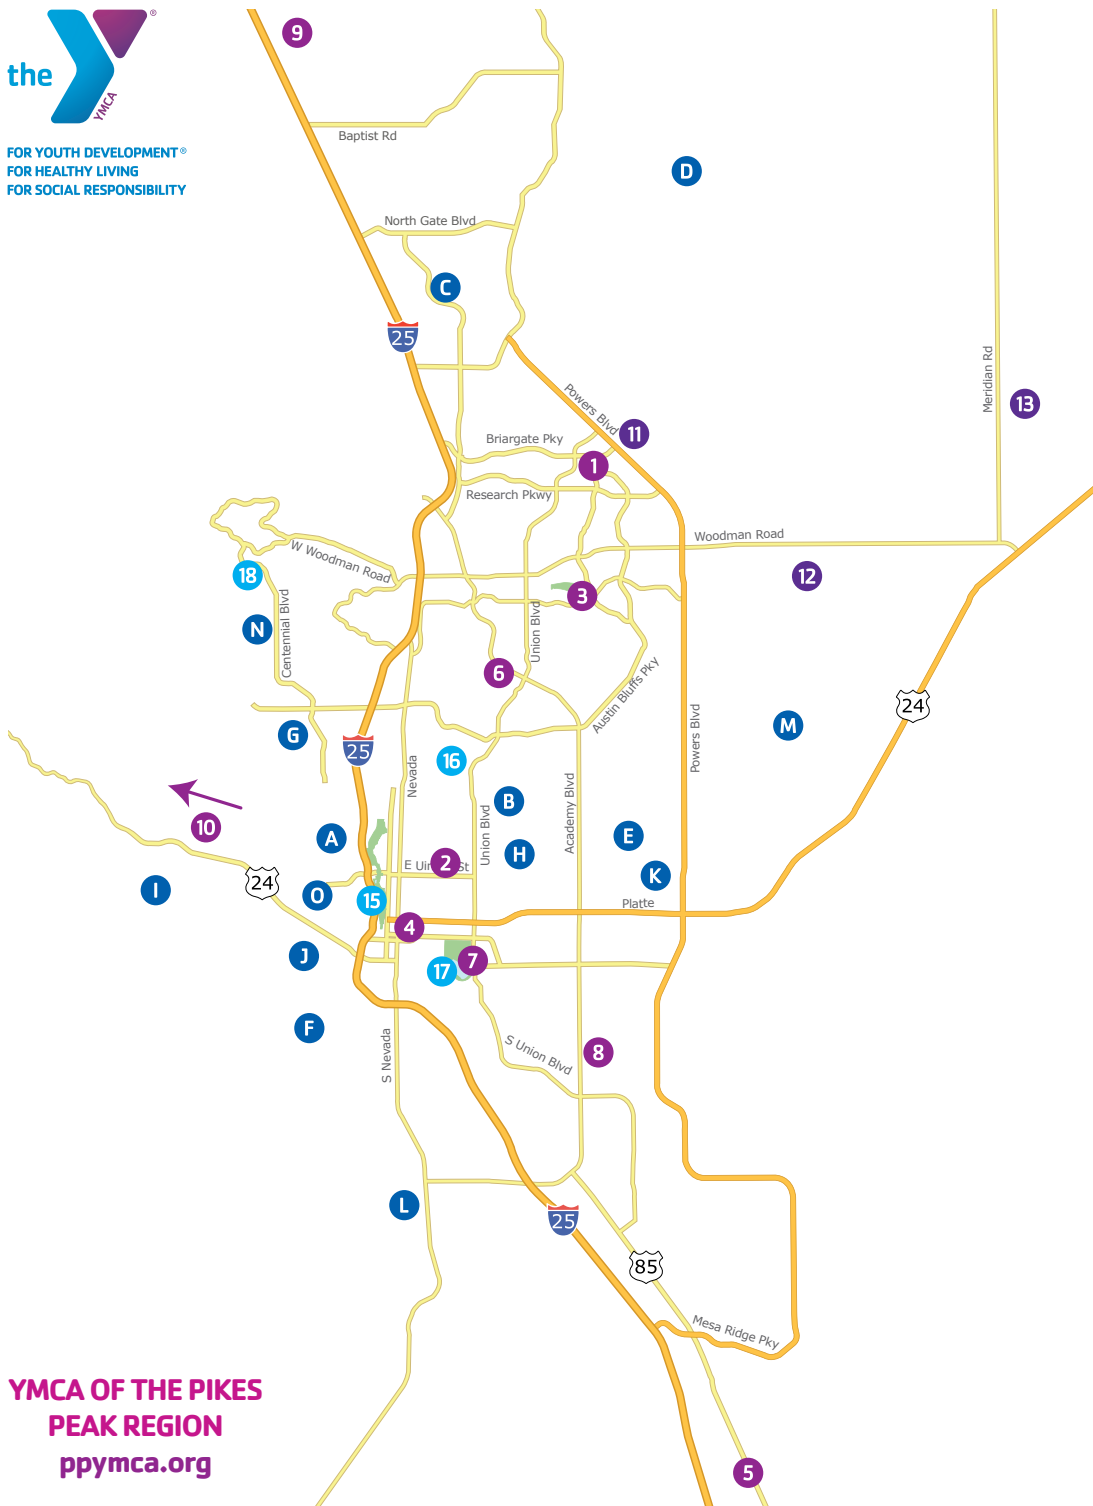 the
YMCA
®
FOR YOUTH DEVELOPMENT®
FOR HEALTHY LIVING
FOR SOCIAL RESPONSIBILITY
9
Baptist Rd
D
North Gate Blvd
C
25
Meridian Rd
13
Powers Blvd
11
Briargate Pky
1
Research Pkwy
Woodman Road
W Woodman Road
12
18
3
Centennial Blvd
N
Union Blvd
6
Austin Bluffs Pky
24
M
G
25
Powers Blvd
16
Nevada
B
Union Blvd
Academy Blvd
10
A
E
H
E
St
2
K
24
I
O
15
Platte
4
J
7
17
F
S Nevada
S Union Blvd
8
L
25
85
Mesa Ridge Pky
YMCA OF THE PIKES
PEAK REGION
ppymca.org
5